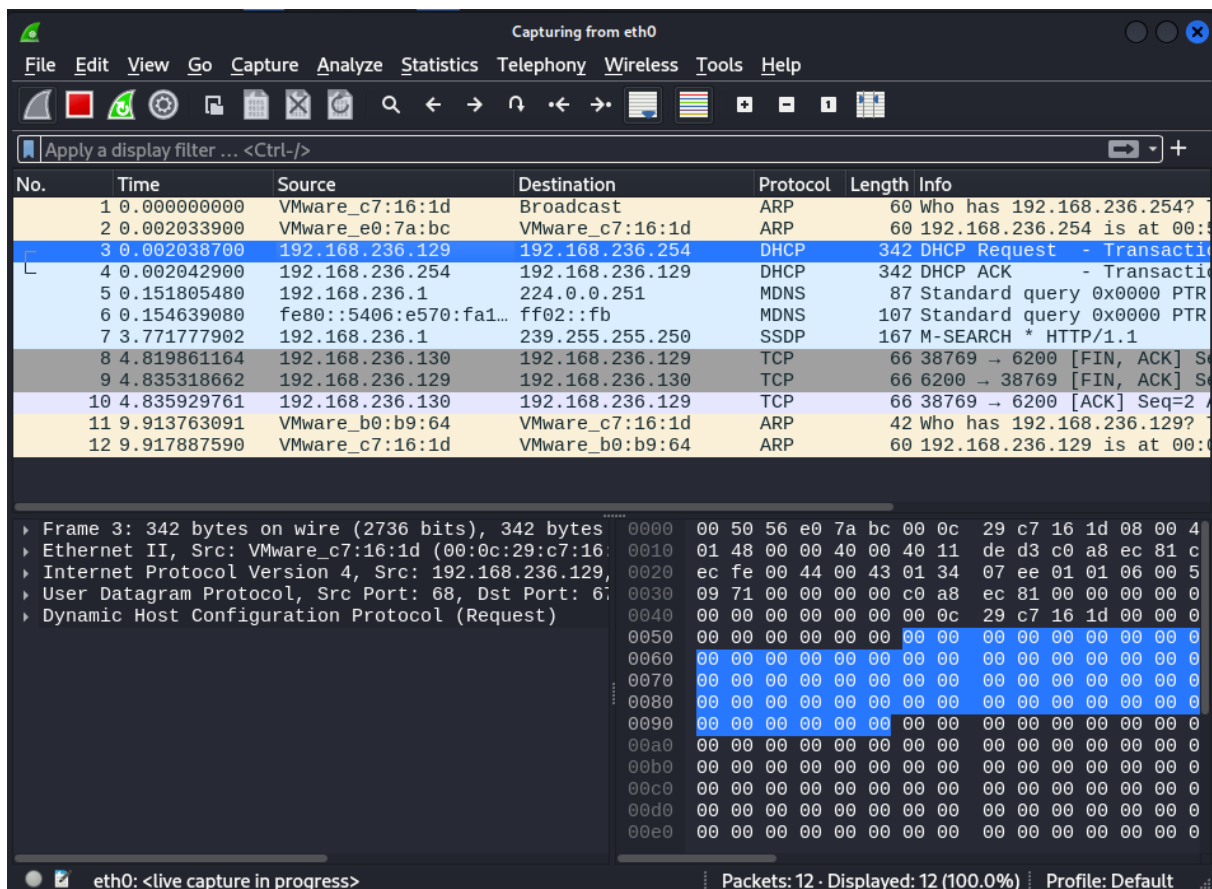 Capturing from eth0
File Edit View Go Capture Analyze Statistics Telephony Wireless Tools Help
Apply a display filter … <Ctrl-/>
No. Time Source Destination Protocol Length Info
1 0.000000000 VMware_c7:16:1d Broadcast ARP 60 Who has 192.168.236.254?
2 0.002033900 VMware_e0:7a:bc VMware_c7:16:1d ARP 60 192.168.236.254 is at 00:5
3 0.002038700 192.168.236.129 192.168.236.254 DHCP 342 DHCP Request - Transactio
4 0.002042900 192.168.236.254 192.168.236.129 DHCP 342 DHCP ACK - Transactio
5 0.151805480 192.168.236.1 224.0.0.251 MDNS 87 Standard query 0x0000 PTR
6 0.154639080 fe80::5406:e570:fa1… ff02::fb MDNS 107 Standard query 0x0000 PTR
7 3.771777902 192.168.236.1 239.255.255.250 SSDP 167 M-SEARCH * HTTP/1.1
8 4.819861164 192.168.236.130 192.168.236.129 TCP 66 38769 → 6200 [FIN, ACK] Se
9 4.835318662 192.168.236.129 192.168.236.130 TCP 66 6200 → 38769 [FIN, ACK] Se
10 4.835929761 192.168.236.130 192.168.236.129 TCP 66 38769 → 6200 [ACK] Seq=2 A
11 9.913763091 VMware_b0:b9:64 VMware_c7:16:1d ARP 42 Who has 192.168.236.129?
12 9.917887590 VMware_c7:16:1d VMware_b0:b9:64 ARP 60 192.168.236.129 is at 00:0
Frame 3: 342 bytes on wire (2736 bits), 342 bytes
Ethernet II, Src: VMware_c7:16:1d (00:0c:29:c7:16:
Internet Protocol Version 4, Src: 192.168.236.129,
User Datagram Protocol, Src Port: 68, Dst Port: 67
Dynamic Host Configuration Protocol (Request)
0000 00 50 56 e0 7a bc 00 0c 29 c7 16 1d 08 00 4
0010 01 48 00 00 40 00 40 11 de d3 c0 a8 ec 81 c
0020 ec fe 00 44 00 43 01 34 07 ee 01 01 06 00 5
0030 09 71 00 00 00 00 c0 a8 ec 81 00 00 00 00 0
0040 00 00 00 00 00 00 00 0c 29 c7 16 1d 00 00 0
0050 00 00 00 00 00 00 00 00 00 00 00 00 00 00 0
0060 00 00 00 00 00 00 00 00 00 00 00 00 00 00 0
0070 00 00 00 00 00 00 00 00 00 00 00 00 00 00 0
0080 00 00 00 00 00 00 00 00 00 00 00 00 00 00 0
0090 00 00 00 00 00 00 00 00 00 00 00 00 00 00 0
00a0 00 00 00 00 00 00 00 00 00 00 00 00 00 00 0
00b0 00 00 00 00 00 00 00 00 00 00 00 00 00 00 0
00c0 00 00 00 00 00 00 00 00 00 00 00 00 00 00 0
00d0 00 00 00 00 00 00 00 00 00 00 00 00 00 00 0
00e0 00 00 00 00 00 00 00 00 00 00 00 00 00 00 0
eth0: <live capture in progress> Packets: 12 · Displayed: 12 (100.0%) Profile: Default